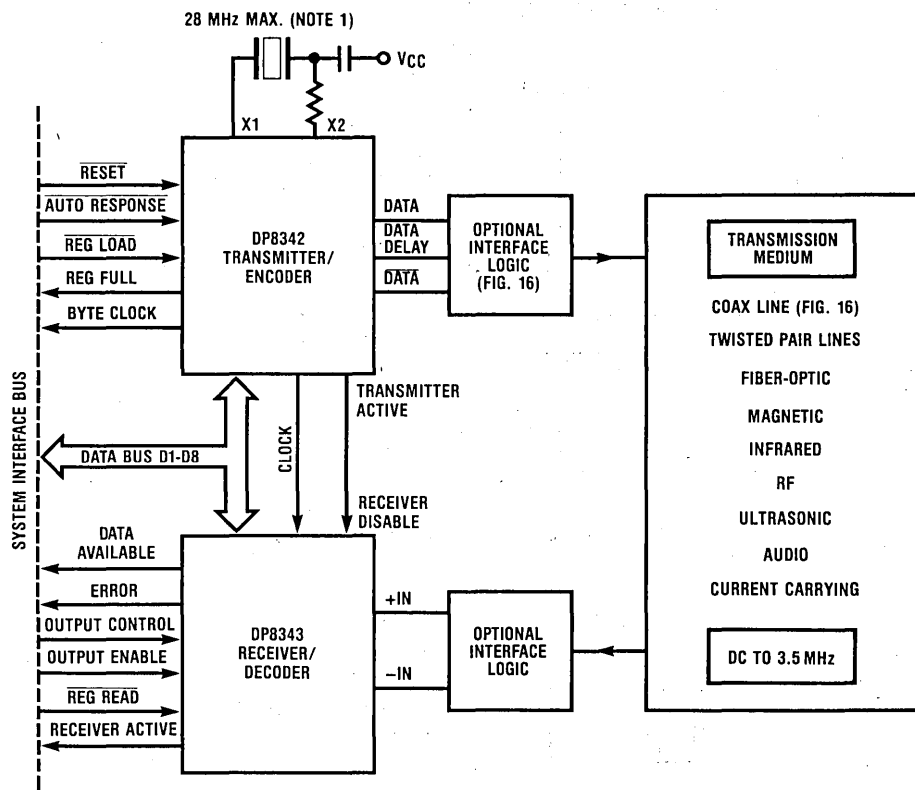 28 MHz MAX. (NOTE 1)
VCC
X1
X2
SYSTEM INTERFACE BUS
RESET
AUTO RESPONSE
REG LOAD
REG FULL
BYTE CLOCK
DP8342
TRANSMITTER/
ENCODER
DATA
DATA
DELAY
DATA
OPTIONAL
INTERFACE
LOGIC
(FIG. 16)
TRANSMISSION
MEDIUM
COAX LINE (FIG. 16)
TWISTED PAIR LINES
FIBER-OPTIC
MAGNETIC
INFRARED
RF
ULTRASONIC
AUDIO
CURRENT CARRYING
DC TO 3.5 MHz
DATA BUS D1-D8
CLOCK
TRANSMITTER
ACTIVE
RECEIVER
DISABLE
DATA
AVAILABLE
ERROR
OUTPUT CONTROL
OUTPUT ENABLE
REG READ
RECEIVER ACTIVE
DP8343
RECEIVER/
DECODER
+IN
−IN
OPTIONAL
INTERFACE
LOGIC